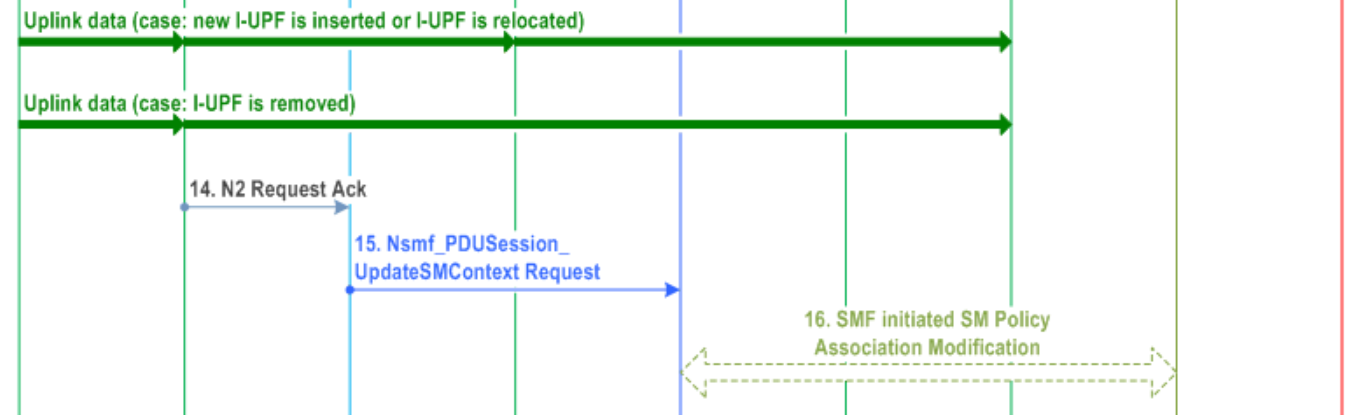 Uplink data (case: new I-UPF is inserted or I-UPF is relocated)
Uplink data (case: I-UPF is removed)
14. N2 Request Ack
15. Nsmf_PDUSession_
UpdateSMContext Request
16. SMF initiated SM Policy
Association Modification